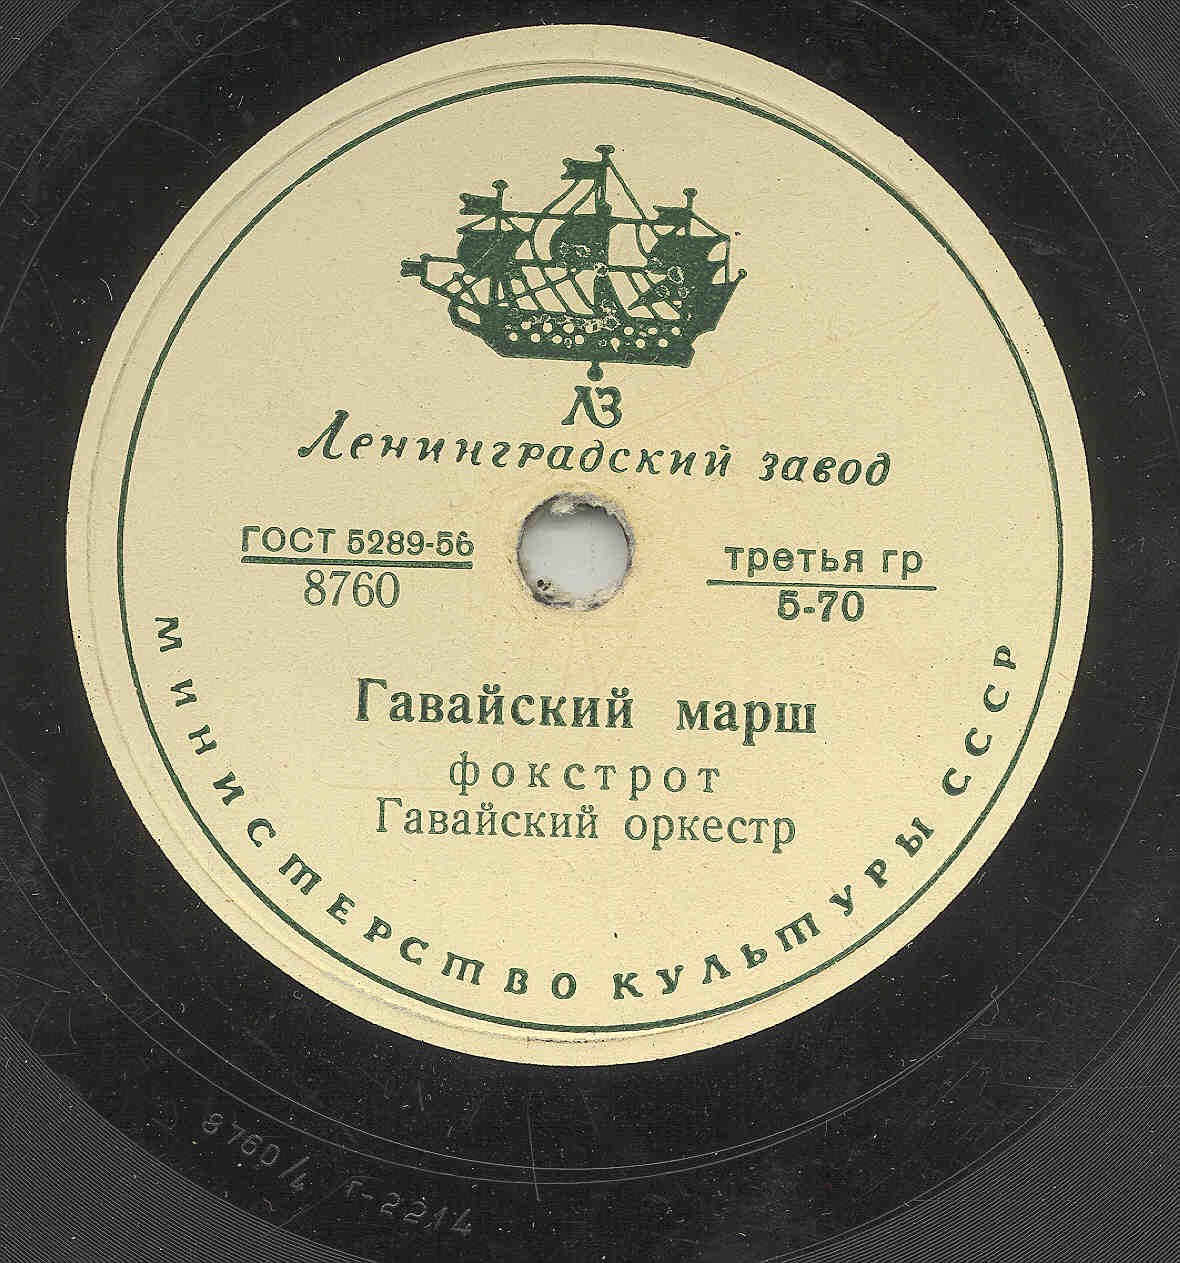 ЛЗ
Ленинградский завод
ГОСТ 5289-56
8760
третья гр
5-70
Гавайский марш
фокстрот
Гавайский оркестр
МИНИСТЕРСТВО КУЛЬТУРЫ СССР
8760/4 г-2214